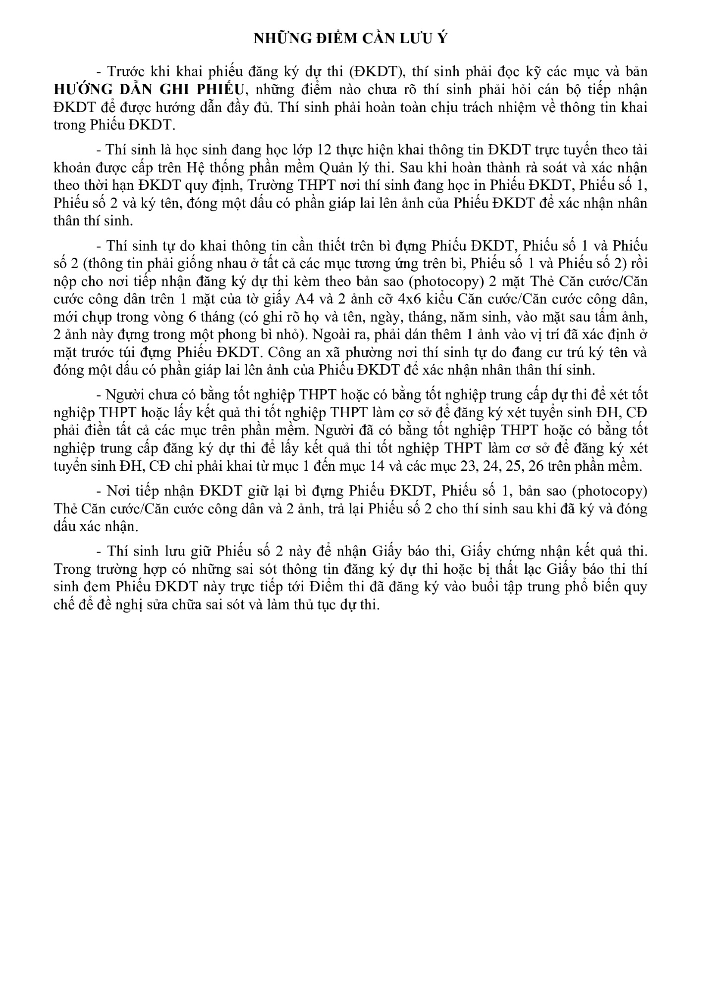 NHỮNG ĐIỂM CẦN LƯU Ý
- Trước khi khai phiếu đăng ký dự thi (ĐKDT), thí sinh phải đọc kỹ các mục và bản
HƯỚNG DẪN GHI PHIẾU, những điểm nào chưa rõ thí sinh phải hỏi cán bộ tiếp nhận
ĐKDT để được hướng dẫn đầy đủ. Thí sinh phải hoàn toàn chịu trách nhiệm về thông tin khai
trong Phiếu ĐKDT.
- Thí sinh là học sinh đang học lớp 12 thực hiện khai thông tin ĐKDT trực tuyến theo tài
khoản được cấp trên Hệ thống phần mềm Quản lý thi. Sau khi hoàn thành rà soát và xác nhận
theo thời hạn ĐKDT quy định, Trường THPT nơi thí sinh đang học in Phiếu ĐKDT, Phiếu số 1,
Phiếu số 2 và ký tên, đóng một dấu có phần giáp lai lên ảnh của Phiếu ĐKDT để xác nhận nhân
thân thí sinh.
- Thí sinh tự do khai thông tin cần thiết trên bì đựng Phiếu ĐKDT, Phiếu số 1 và Phiếu
số 2 (thông tin phải giống nhau ở tất cả các mục tương ứng trên bì, Phiếu số 1 và Phiếu số 2) rồi
nộp cho nơi tiếp nhận đăng ký dự thi kèm theo bản sao (photocopy) 2 mặt Thẻ Căn cước/Căn
cước công dân trên 1 mặt của tờ giấy A4 và 2 ảnh cỡ 4x6 kiểu Căn cước/Căn cước công dân,
mới chụp trong vòng 6 tháng (có ghi rõ họ và tên, ngày, tháng, năm sinh, vào mặt sau tấm ảnh,
2 ảnh này đựng trong một phong bì nhỏ). Ngoài ra, phải dán thêm 1 ảnh vào vị trí đã xác định ở
mặt trước túi đựng Phiếu ĐKDT. Công an xã phường nơi thí sinh tự do đang cư trú ký tên và
đóng một dấu có phần giáp lai lên ảnh của Phiếu ĐKDT để xác nhận nhân thân thí sinh.
- Người chưa có bằng tốt nghiệp THPT hoặc có bằng tốt nghiệp trung cấp dự thi để xét tốt
nghiệp THPT hoặc lấy kết quả thi tốt nghiệp THPT làm cơ sở để đăng ký xét tuyển sinh ĐH, CĐ
phải điền tất cả các mục trên phần mềm. Người đã có bằng tốt nghiệp THPT hoặc có bằng tốt
nghiệp trung cấp đăng ký dự thi để lấy kết quả thi tốt nghiệp THPT làm cơ sở để đăng ký xét
tuyển sinh ĐH, CĐ chỉ phải khai từ mục 1 đến mục 14 và các mục 23, 24, 25, 26 trên phần mềm.
- Nơi tiếp nhận ĐKDT giữ lại bì đựng Phiếu ĐKDT, Phiếu số 1, bản sao (photocopy)
Thẻ Căn cước/Căn cước công dân và 2 ảnh, trả lại Phiếu số 2 cho thí sinh sau khi đã ký và đóng
dấu xác nhận.
- Thí sinh lưu giữ Phiếu số 2 này để nhận Giấy báo thi, Giấy chứng nhận kết quả thi.
Trong trường hợp có những sai sót thông tin đăng ký dự thi hoặc bị thất lạc Giấy báo thi thí
sinh đem Phiếu ĐKDT này trực tiếp tới Điểm thi đã đăng ký vào buổi tập trung phổ biến quy
chế để đề nghị sửa chữa sai sót và làm thủ tục dự thi.